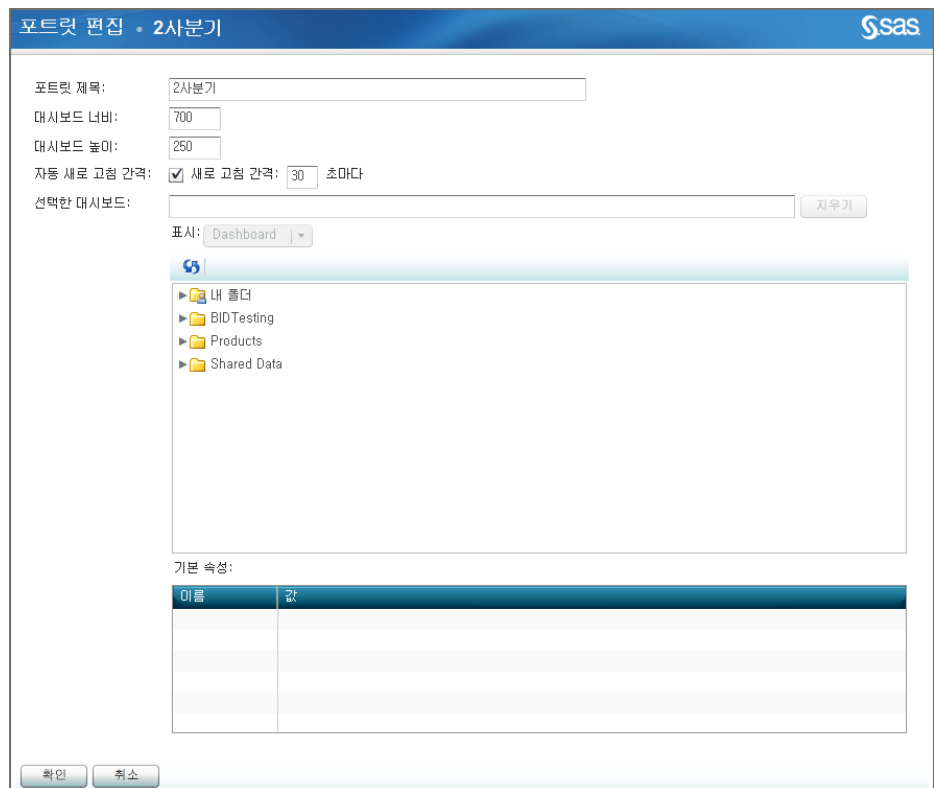 포트릿 편집 • 2사분기
sas
포트릿 제목: 2사분기
대시보드 너비: 700
대시보드 높이: 250
자동 새로 고침 간격: 새로 고침 간격: 30 초마다
선택한 대시보드: 지우기
표시: Dashboard
내 폴더
BIDTesting
Products
Shared Data
기본 속성:
이름 값
확인 취소